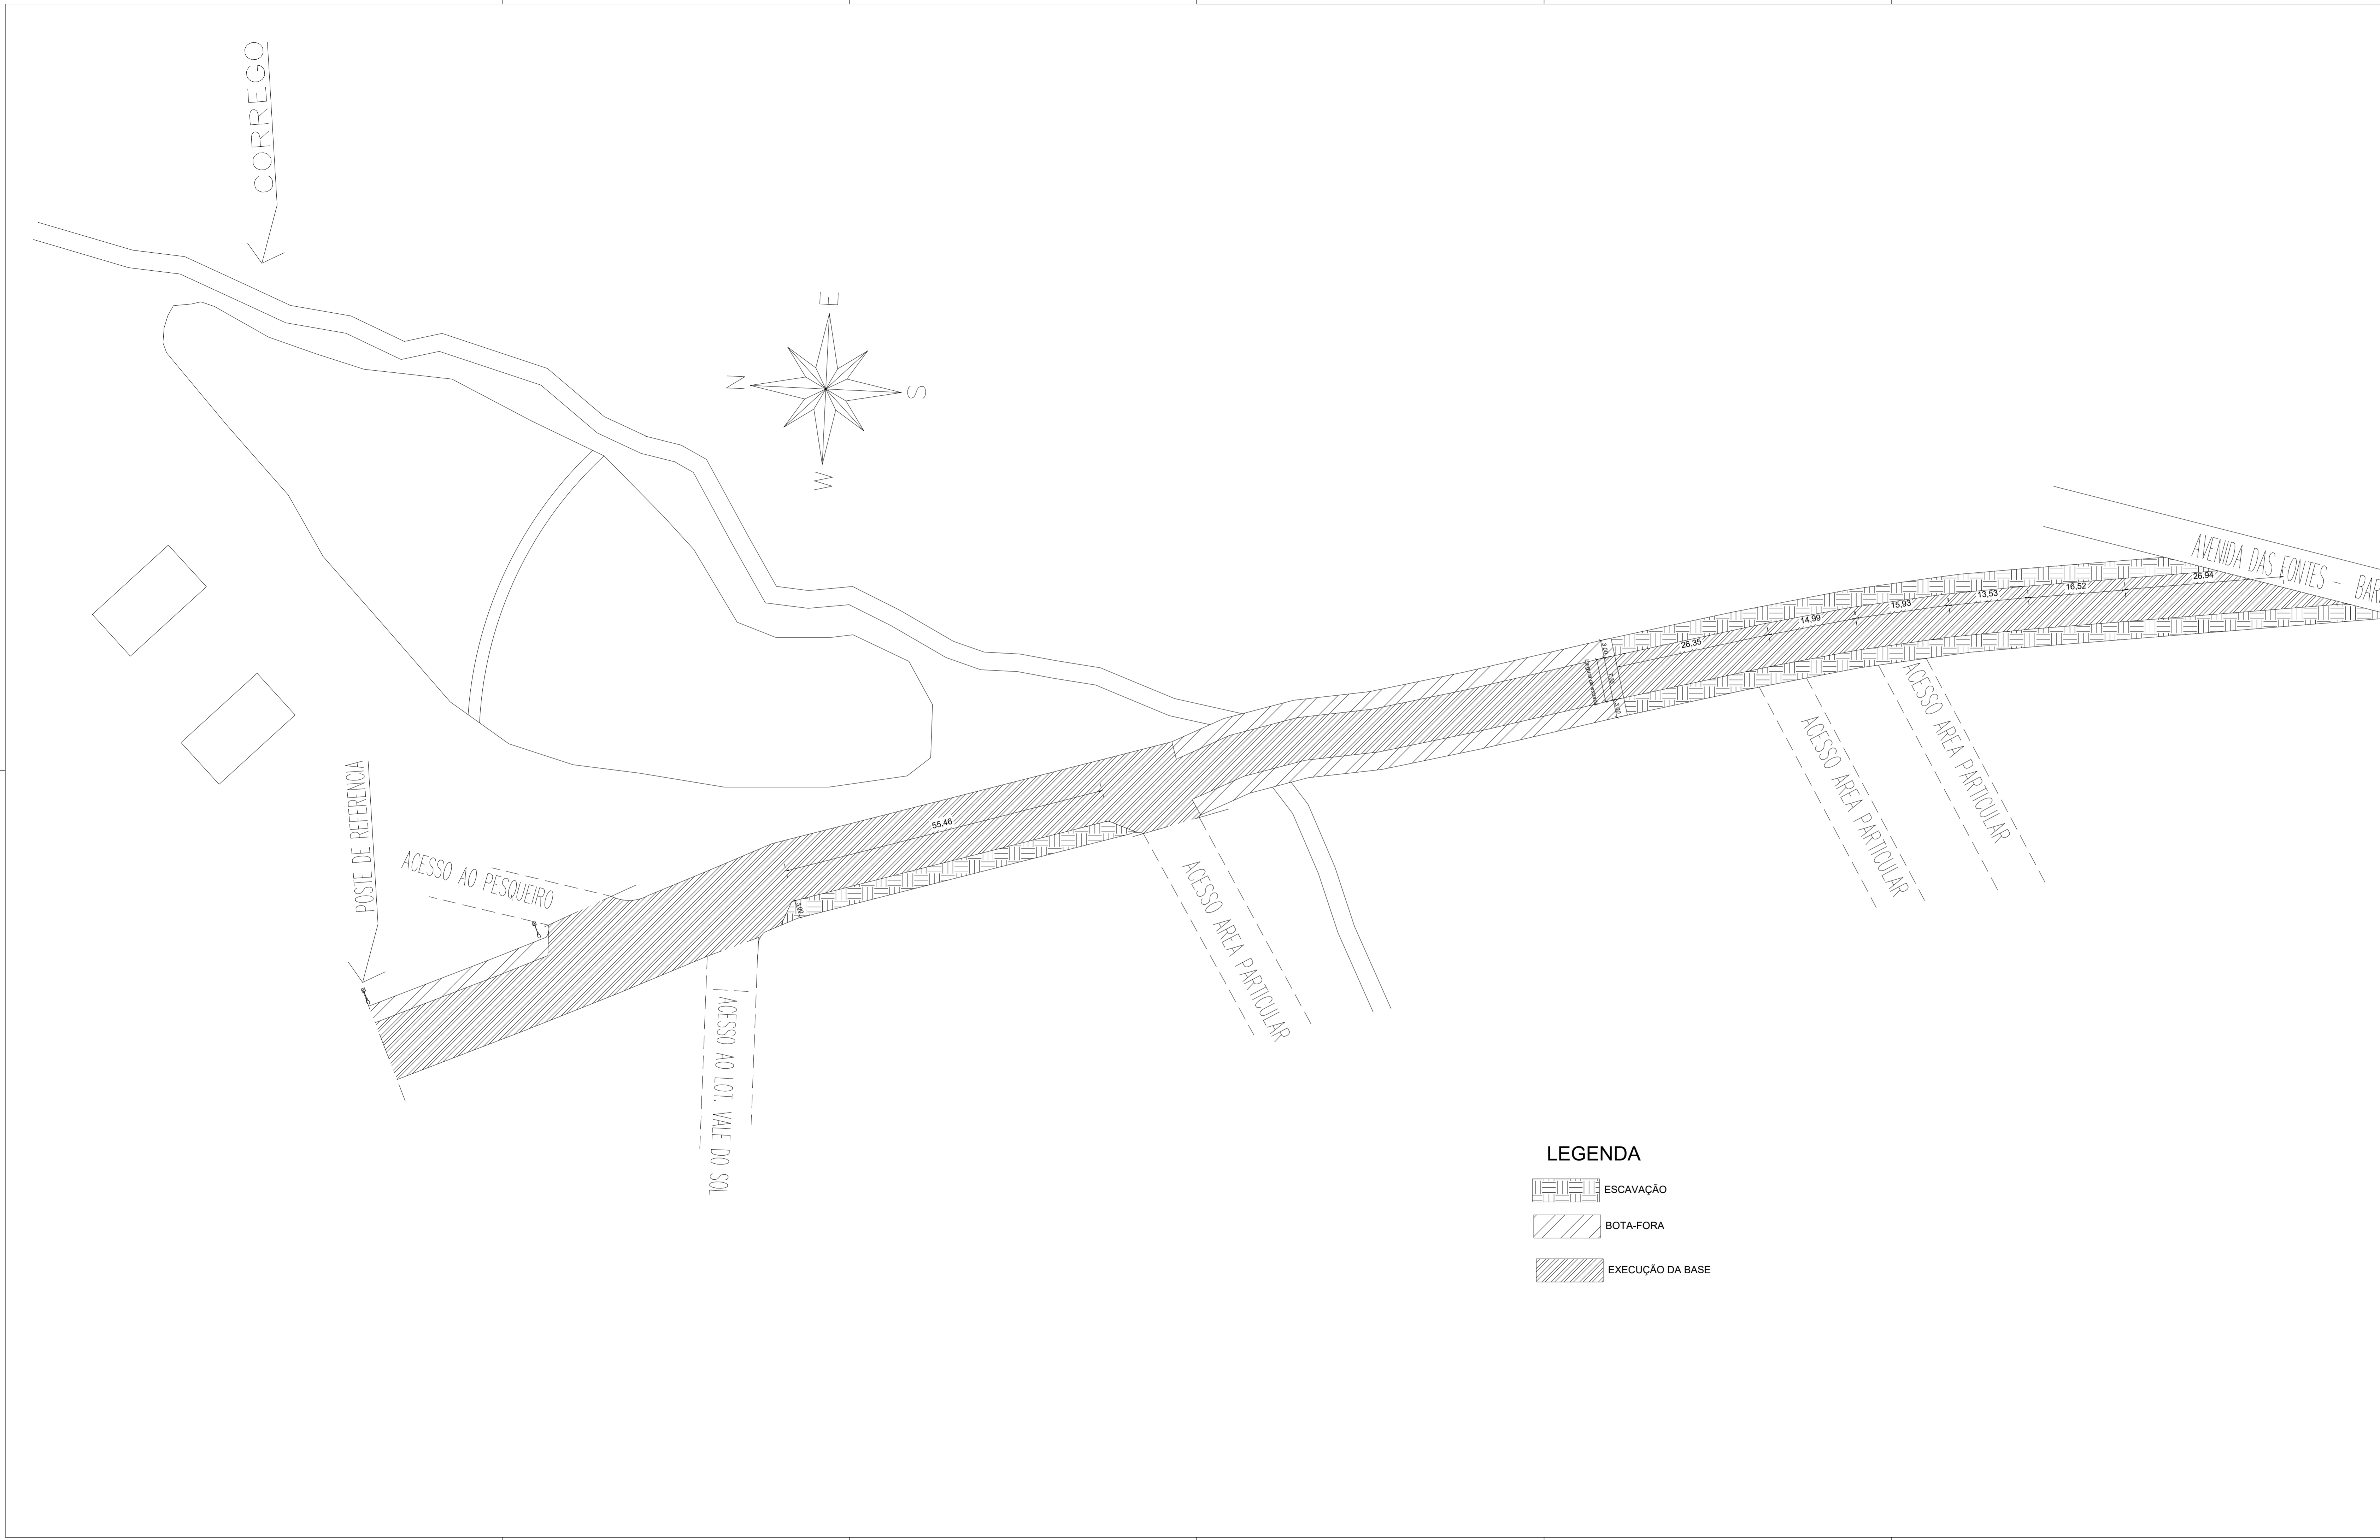 CORREGO
E
N
S
W
AVENIDA DAS FONTES -
26,94
16,52
13,53
15,93
14,99
26,35
3,00
ACESSO AREA PARTICULAR
ACESSO AREA PARTICULAR
POSTE DE REFERENCIA
ACESSO AO PESQUEIRO
55,46
ACESSO AREA PARTICULAR
ACESSO AO LOT. VALE DO SOL
LEGENDA
ESCAVAÇÃO
BOTA-FORA
EXECUÇÃO DA BASE